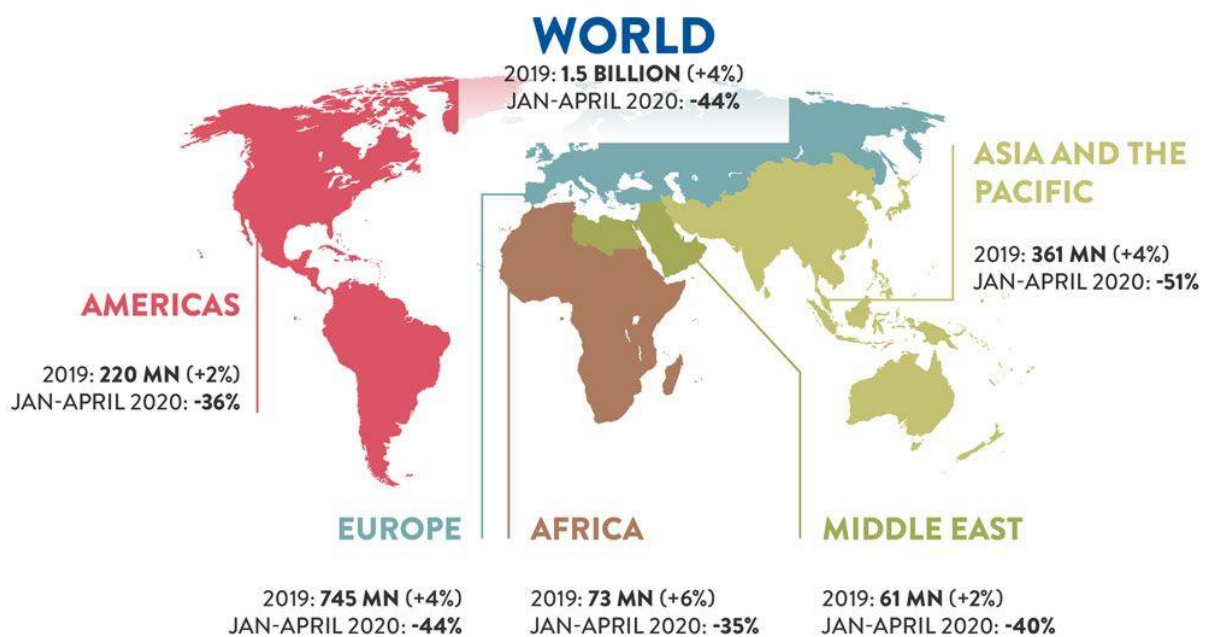 WORLD
2019: 1.5 BILLION (+4%)
JAN-APRIL 2020: -44%
ASIA AND THE
PACIFIC
2019: 361 MN (+4%)
JAN-APRIL 2020: -51%
AMERICAS
2019: 220 MN (+2%)
JAN-APRIL 2020: -36%
EUROPE
2019: 745 MN (+4%)
JAN-APRIL 2020: -44%
AFRICA
2019: 73 MN (+6%)
JAN-APRIL 2020: -35%
MIDDLE EAST
2019: 61 MN (+2%)
JAN-APRIL 2020: -40%